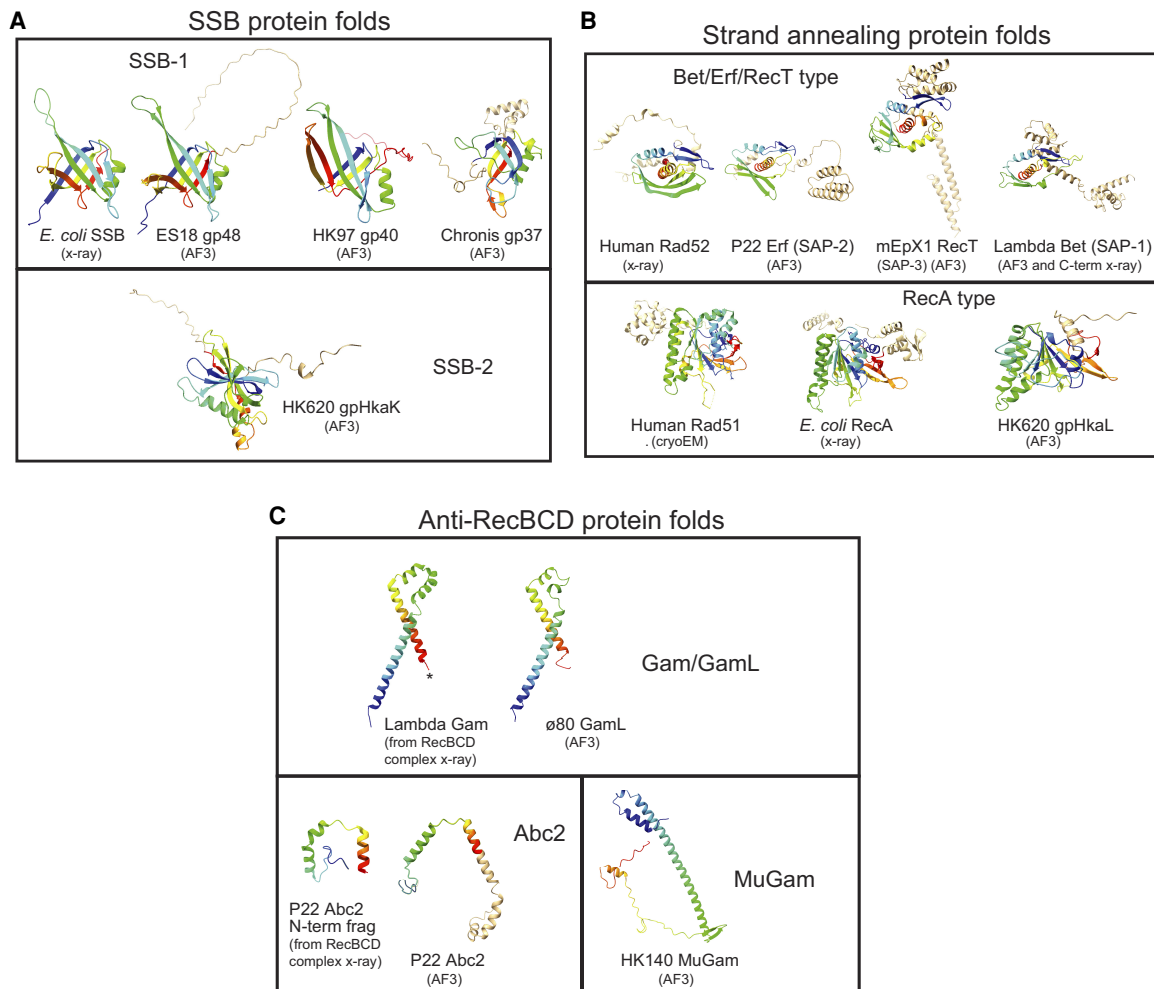 A
SSB protein folds
SSB-1
E. coli SSB
(x-ray)
ES18 gp48
(AF3)
HK97 gp40
(AF3)
Chronis gp37
(AF3)
SSB-2
HK620 gpHkaK
(AF3)
B
Strand annealing protein folds
Bet/Erf/RecT type
Human Rad52
(x-ray)
P22 Erf (SAP-2)
(AF3)
mEpX1 RecT
(SAP-3) (AF3)
Lambda Bet (SAP-1)
(AF3 and C-term x-ray)
RecA type
Human Rad51
. (cryoEM)
E. coli RecA
(x-ray)
HK620 gpHkaL
(AF3)
C
Anti-RecBCD protein folds
Gam/GamL
*
Lambda Gam
(from RecBCD
complex x-ray)
ø80 GamL
(AF3)
Abc2
P22 Abc2
N-term frag
(from RecBCD
complex x-ray)
P22 Abc2
(AF3)
MuGam
HK140 MuGam
(AF3)